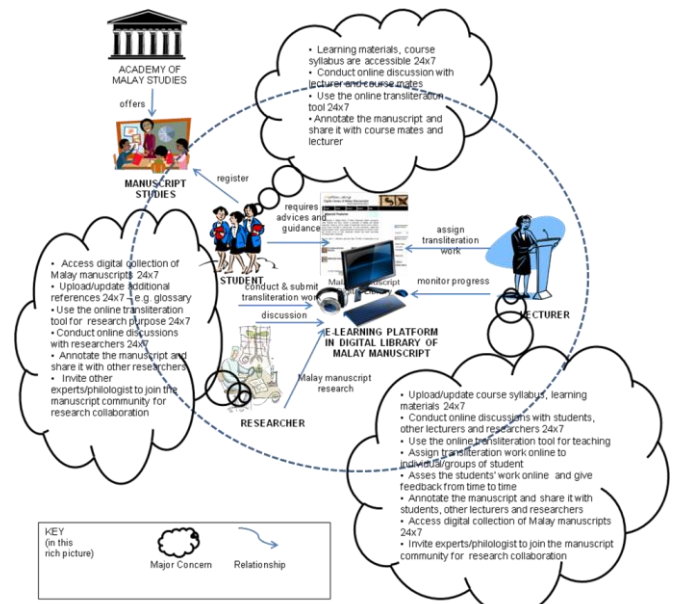 ACADEMY OF
MALAY STUDIES
offers
MANUSCRIPT
STUDIES
register
• Learning materials, course
syllabus are accessible 24x7
• Conduct online discussion with
lecturer and course mates
• Use the online transliteration
tool 24x7
• Annotate the manuscript and
share it with course mates and
lecturer
requires
advices and
guidance
STUDENT
assign
transliteration
work
monitor progress
LECTURER
conduct & submit
transliteration work
discussion
E-LEARNING PLATFORM
IN DIGITAL LIBRARY OF
MALAY MANUSCRIPT
Malay manuscript
research
RESEARCHER
• Access digital collection of
Malay manuscripts 24x7
• Upload/update additional
references 24x7 – e.g. glossary
• Use the online transliteration
tool for research purpose 24x7
• Conduct online discussions
with researchers 24x7
• Annotate the manuscript and
share it with other researchers
• Invite other
experts/philologist to join the
manuscript community for
research collaboration
• Upload/update course syllabus, learning
materials 24x7
• Conduct online discussions with students,
other lecturers and researchers 24x7
• Use the online transliteration tool for teaching
• Assign transliteration work online to
individual/groups of student
• Asses the students' work online and give
feedback from time to time
• Annotate the manuscript and share it with
students, other lecturers and researchers
• Access digital collection of Malay manuscripts
24x7
• Invite experts/philologist to join the manuscript
community for research collaboration
KEY
(in this
rich picture)
Major Concern
Relationship